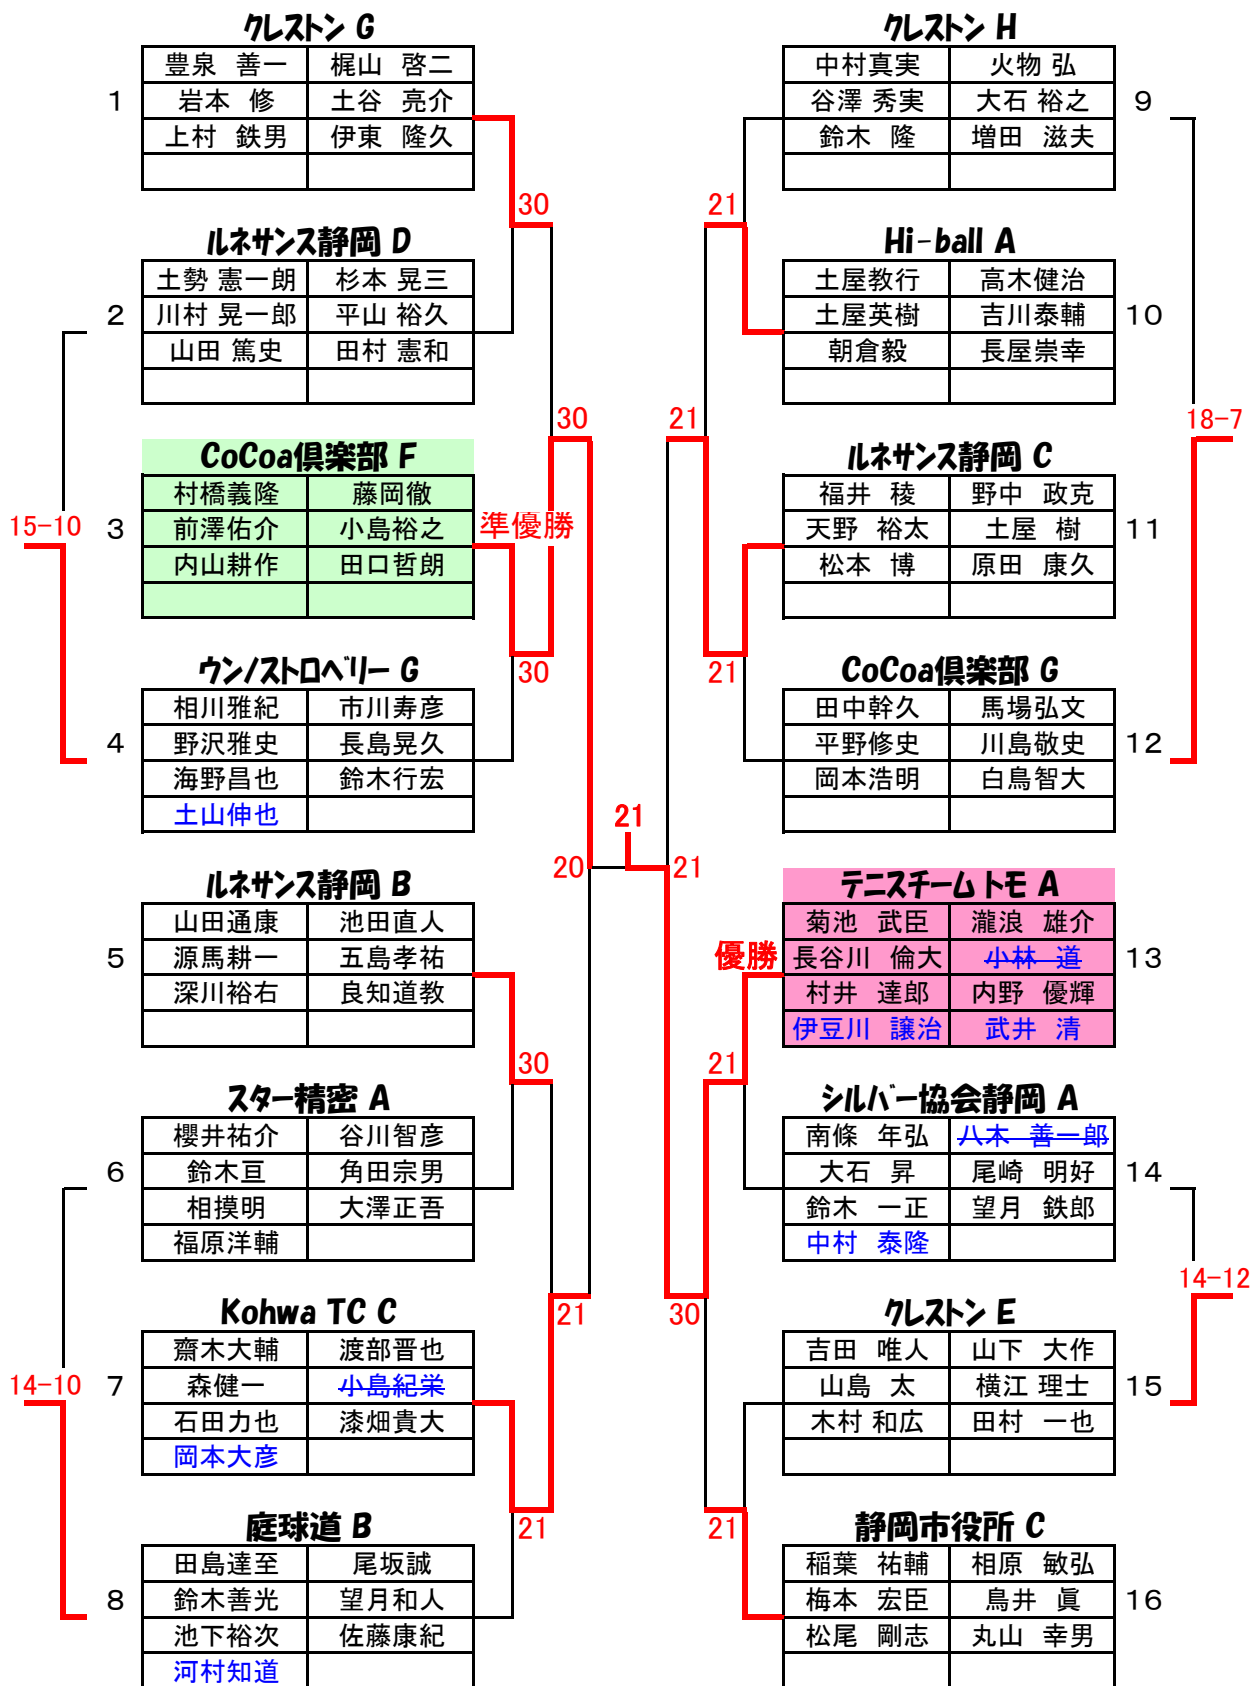 クレストン G
豊泉 善一 梶山 啓二
1 岩本 修 土谷 亮介
上村 鉄男 伊東 隆久
30
ルネサンス静岡 D
土勢 憲一朗 杉本 晃三
2 川村 晃一郎 平山 裕久
山田 篤史 田村 憲和
30
CoCoa倶楽部 F
村橋義隆 藤岡徹
15-10 3 前澤佑介 小島裕之 準優勝
内山耕作 田口哲朗
ウンノストロベリー G 30
相川雅紀 市川寿彦
4 野沢雅史 長島晃久
海野昌也 鈴木行宏
土山伸也
21
20 21
ルネサンス静岡 B
山田通康 池田直人
5 源馬耕一 五島孝祐
深川裕右 良知道教
30
スター精密 A
櫻井祐介 谷川智彦
6 鈴木亘 角田宗男
相摸明 大澤正吾
福原洋輔
Kohwa TC C 21
齋木大輔 渡部晋也
14-10 7 森健一 小島紀栄
石田力也 漆畑貴大
岡本大彦
庭球道 B 21
田島達至 尾坂誠
8 鈴木善光 望月和人
池下裕次 佐藤康紀
河村知道
クレストン H
中村真実 火物 弘
谷澤 秀実 大石 裕之 9
鈴木 隆 増田 滋夫
21
Hi-ball A
土屋教行 高木健治
土屋英樹 吉川泰輔 10
朝倉毅 長屋崇幸
21 18-7
ルネサンス静岡 C
福井 稜 野中 政克
天野 裕太 土屋 樹 11
松本 博 原田 康久
21 CoCoa倶楽部 G
田中幹久 馬場弘文
平野修史 川島敬史 12
岡本浩明 白鳥智大
テニスチームトモ A
菊池 武臣 瀧浪 雄介
優勝 長谷川 倫大 小林 道 13
村井 達郎 内野 優輝
伊豆川 譲治 武井 清
21
シルバー協会静岡 A
南條 年弘 八木 善一郎
大石 昇 尾崎 明好 14
鈴木 一正 望月 鉄郎
中村 泰隆
14-12
30 クレストン E
吉田 唯人 山下 大作
山島 太 横江 理士 15
木村 和広 田村 一也
21 静岡市役所 C
稲葉 祐輔 相原 敏弘
梅本 宏臣 鳥井 眞 16
松尾 剛志 丸山 幸男